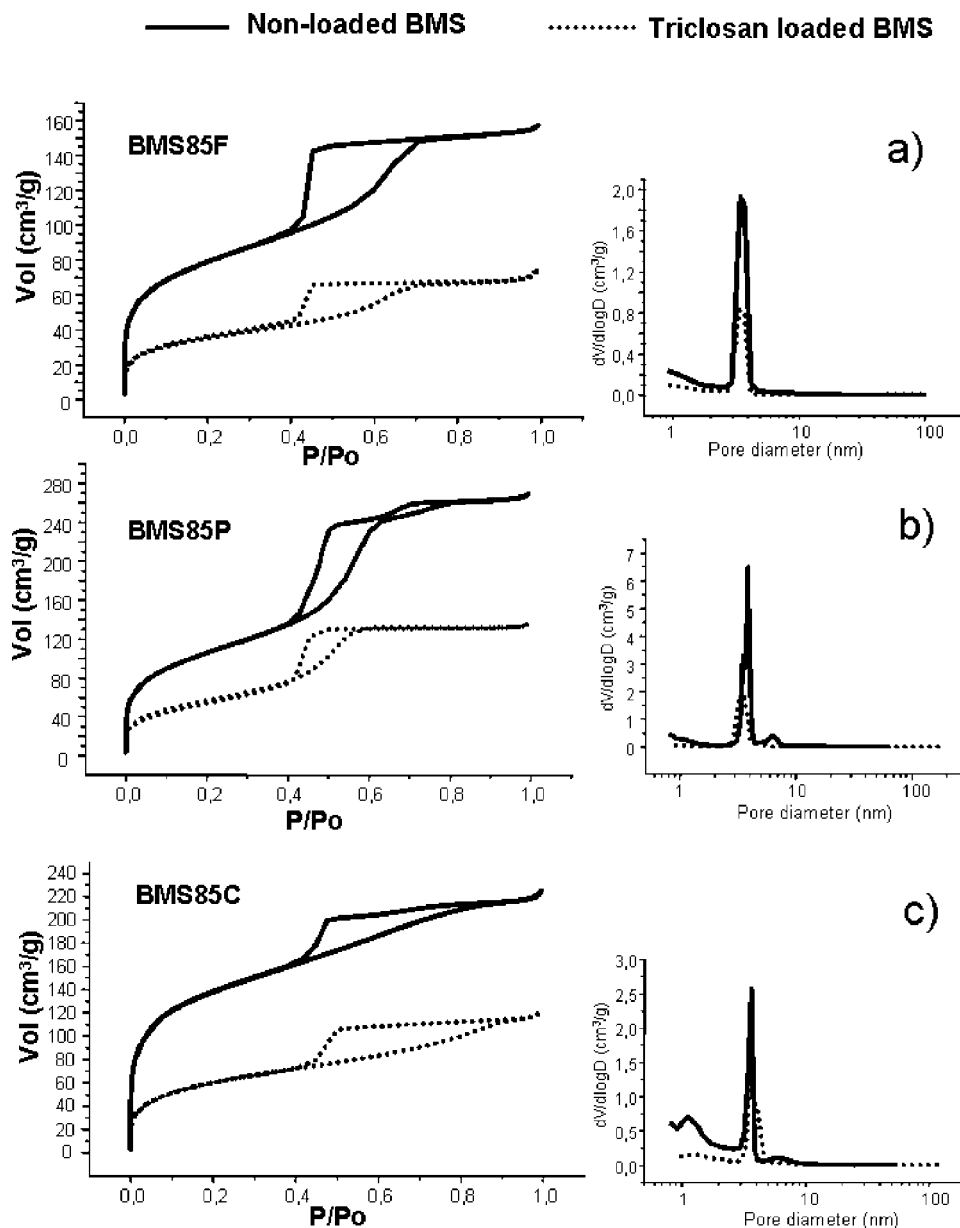 Non-loaded BMS
Triclosan loaded BMS
BMS85F
a)
Vol (cm³/g)
160
140
120
100
80
60
40
20
0
0,0 0,2 0,4 0,6 0,8 1,0
P/Po
dV/dlogD (cm³/g)
2,0
1,6
1,2
0,8
0,4
0,0
1 10 100
Pore diameter (nm)
BMS85P
b)
Vol (cm³/g)
280
240
200
160
120
80
40
0
0,0 0,2 0,4 0,6 0,8 1,0
P/Po
dV/dlogD (cm³/g)
7
6
5
4
3
2
1
0
1 10 100
Pore diameter (nm)
BMS85C
c)
Vol (cm³/g)
240
220
200
180
160
140
120
100
80
60
40
20
0
0,0 0,2 0,4 0,6 0,8 1,0
P/Po
dV/dlogD (cm³/g)
3,0
2,5
2,0
1,5
1,0
0,5
0,0
1 10 100
Pore diameter (nm)